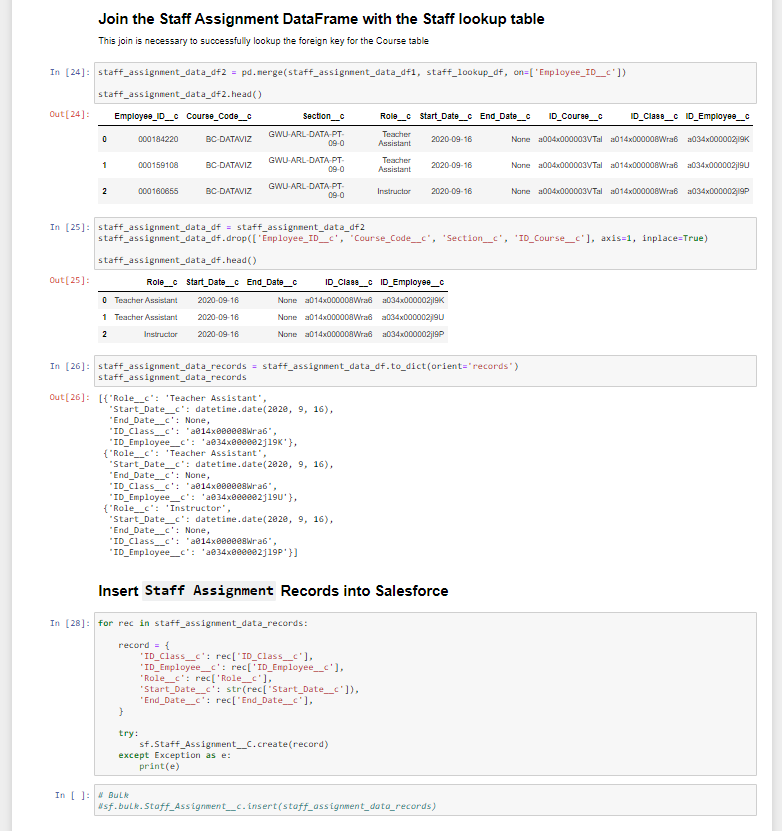 Join the Staff Assignment DataFrame with the Staff lookup table
This join is necessary to successfully lookup the foreign key for the Course table
In [24]: staff_assignment_data_df2 = pd.merge(staff_assignment_data_df1, staff_lookup_df, on=['Employee_ID__c'])
staff_assignment_data_df2.head()
Out[24]: Employee_ID__c Course_Code__c Section__c Role__c Start_Date__c End_Date__c ID_Course__c ID_Class__c ID_Employee__c
0 000184220 BC-DATAVIZ GWU-ARL-DATA-PT-09-0 Teacher Assistant 2020-09-16 None a004x000003VTaI a014x000008Wra6 a034x000002jI9K
1 000159108 BC-DATAVIZ GWU-ARL-DATA-PT-09-0 Teacher Assistant 2020-09-16 None a004x000003VTaI a014x000008Wra6 a034x000002jI9U
2 000160655 BC-DATAVIZ GWU-ARL-DATA-PT-09-0 Instructor 2020-09-16 None a004x000003VTaI a014x000008Wra6 a034x000002jI9P
In [25]: staff_assignment_data_df = staff_assignment_data_df2
staff_assignment_data_df.drop(['Employee_ID__c', 'Course_Code__c', 'Section__c', 'ID_Course__c'], axis=1, inplace=True)
staff_assignment_data_df.head()
Out[25]: Role__c Start_Date__c End_Date__c ID_Class__c ID_Employee__c
0 Teacher Assistant 2020-09-16 None a014x000008Wra6 a034x000002jI9K
1 Teacher Assistant 2020-09-16 None a014x000008Wra6 a034x000002jI9U
2 Instructor 2020-09-16 None a014x000008Wra6 a034x000002jI9P
In [26]: staff_assignment_data_records = staff_assignment_data_df.to_dict(orient='records')
staff_assignment_data_records
Out[26]: [{'Role__c': 'Teacher Assistant',
'Start_Date__c': datetime.date(2020, 9, 16),
'End_Date__c': None,
'ID_Class__c': 'a014x000008Wra6',
'ID_Employee__c': 'a034x000002jl9K'},
{'Role__c': 'Teacher Assistant',
'Start_Date__c': datetime.date(2020, 9, 16),
'End_Date__c': None,
'ID_Class__c': 'a014x000008Wra6',
'ID_Employee__c': 'a034x000002jl9U'},
{'Role__c': 'Instructor',
'Start_Date__c': datetime.date(2020, 9, 16),
'End_Date__c': None,
'ID_Class__c': 'a014x000008Wra6',
'ID_Employee__c': 'a034x000002jl9P'}]
Insert Staff Assignment Records into Salesforce
In [28]: for rec in staff_assignment_data_records:
record = {
'ID_Class__c': rec['ID_Class__c'],
'ID_Employee__c': rec['ID_Employee__c'],
'Role__c': rec['Role__c'],
'Start_Date__c': str(rec['Start_Date__c']),
'End_Date__c': rec['End_Date__c'],
}
try:
sf.Staff_Assignment__C.create(record)
except Exception as e:
print(e)
In [ ]: # Bulk
#sf.bulk.Staff_Assignment__c.insert(staff_assignment_data_records)